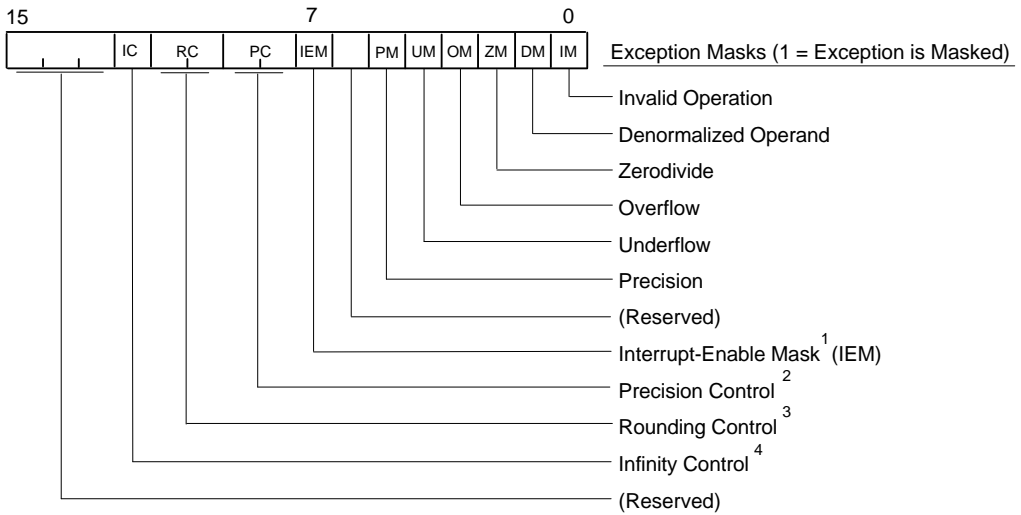 15 7 0
IC RC PC IEM PM UM OM ZM DM IM Exception Masks (1 = Exception is Masked)
Invalid Operation
Denormalized Operand
Zerodivide
Overflow
Underflow
Precision
(Reserved)
Interrupt-Enable Mask1 (IEM)
Precision Control 2
Rounding Control 3
Infinity Control 4
(Reserved)